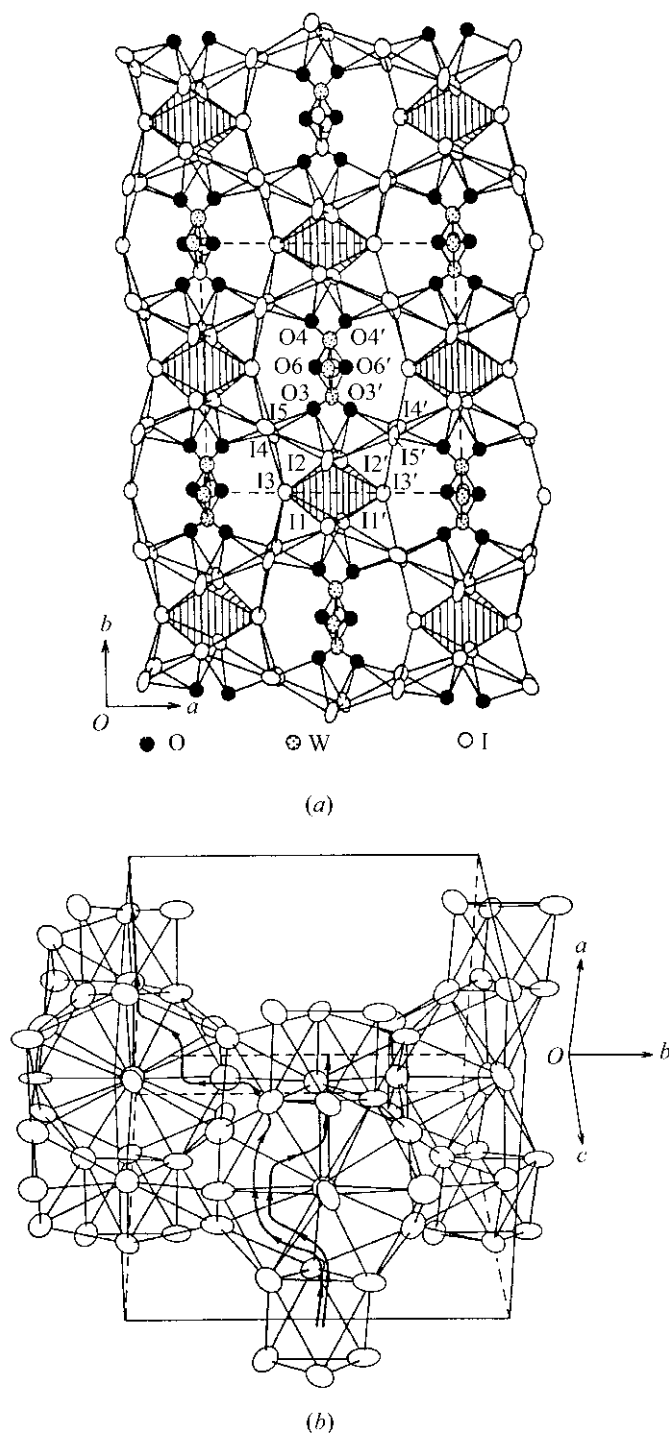 O4 O4′
O6 O6′
O3 O3′
I5 I4′
I4 I5′
I2 I2′
I3 I3′
I1 I1′
b
O a
O W I
(a)
a
O b
c
(b)